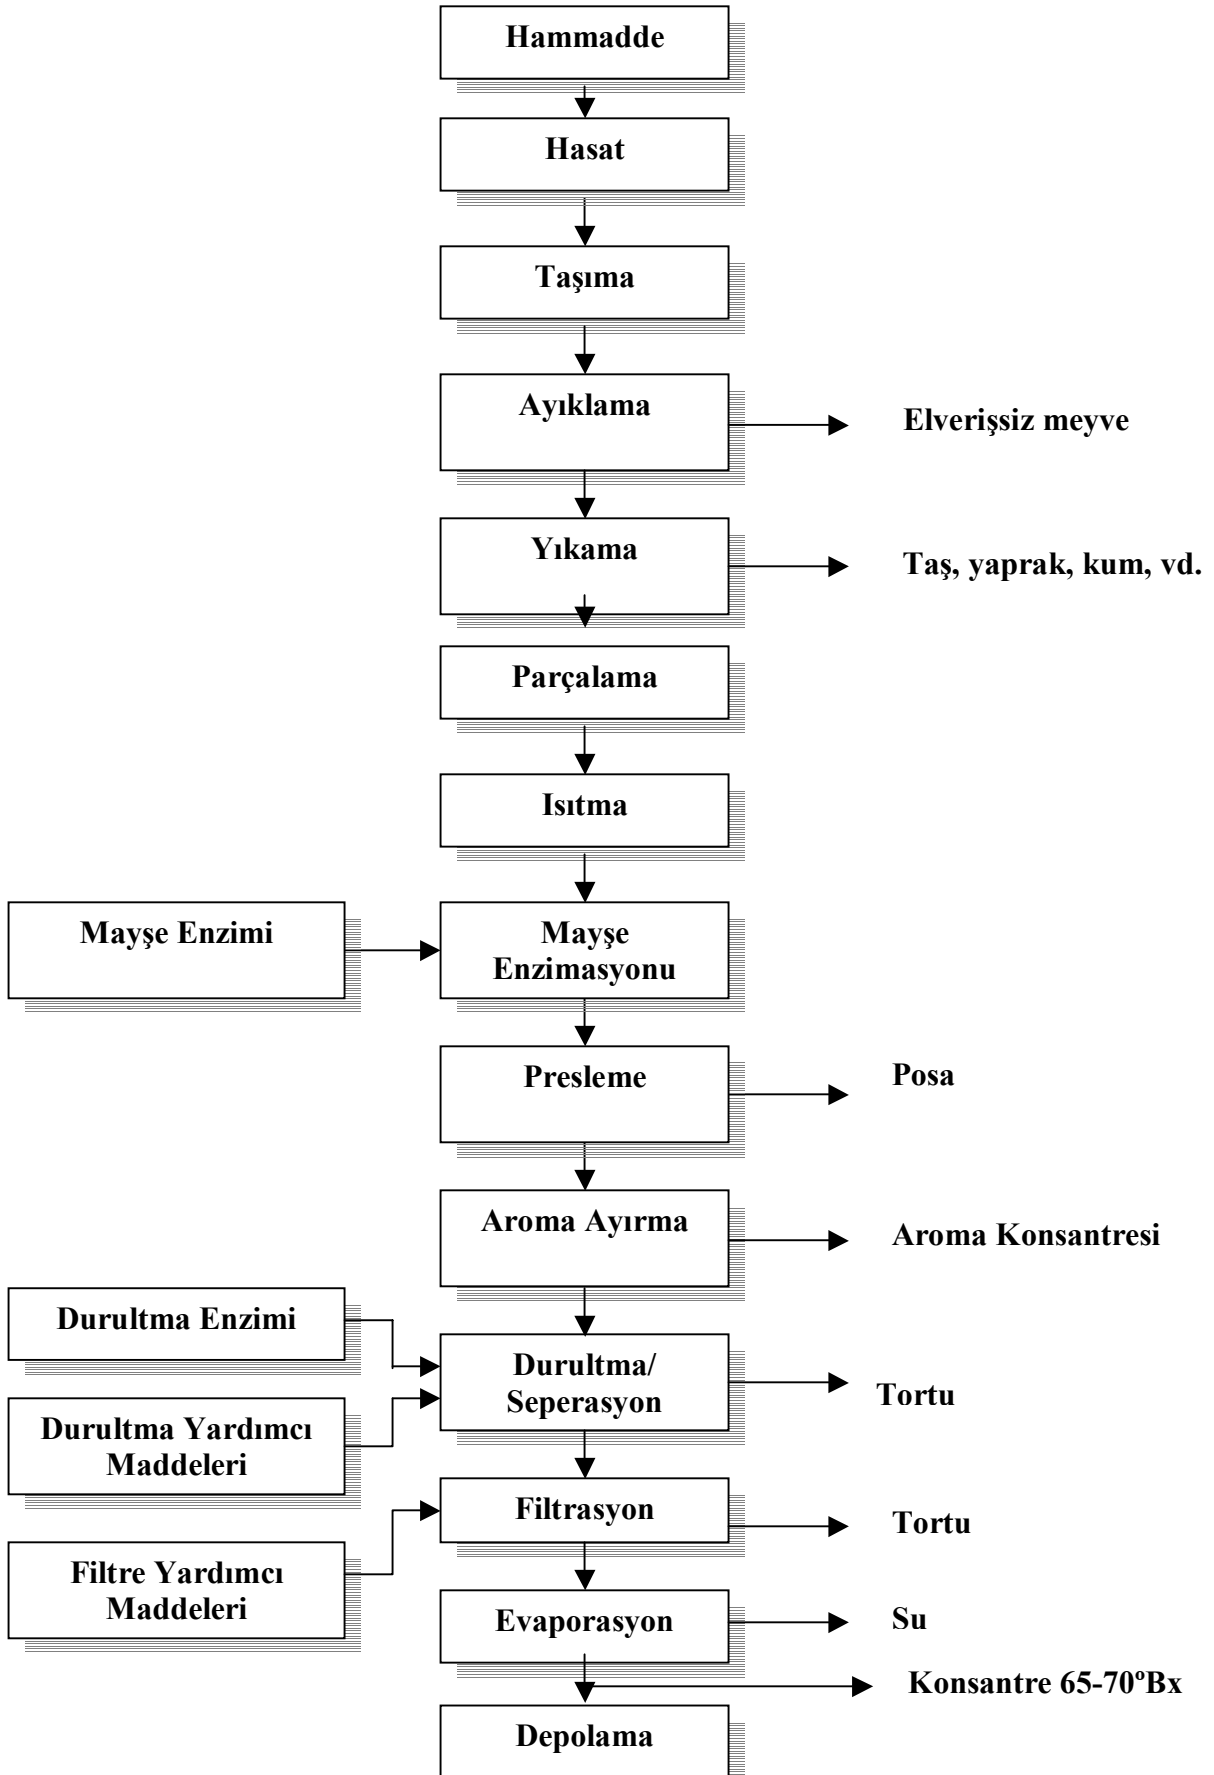 Hammadde
Hasat
Taşıma
Ayıklama
Elverişsiz meyve
Yıkama
Taş, yaprak, kum, vd.
Parçalama
Isıtma
Mayşe Enzimi
Mayşe
Enzimasyonu
Presleme
Posa
Aroma Ayırma
Aroma Konsantresi
Durultma Enzimi
Durultma/
Seperasyon
Tortu
Durultma Yardımcı
Maddeleri
Filtrasyon
Tortu
Filtre Yardımcı
Maddeleri
Evaporasyon
Su
Konsantre 65-70ºBx
Depolama